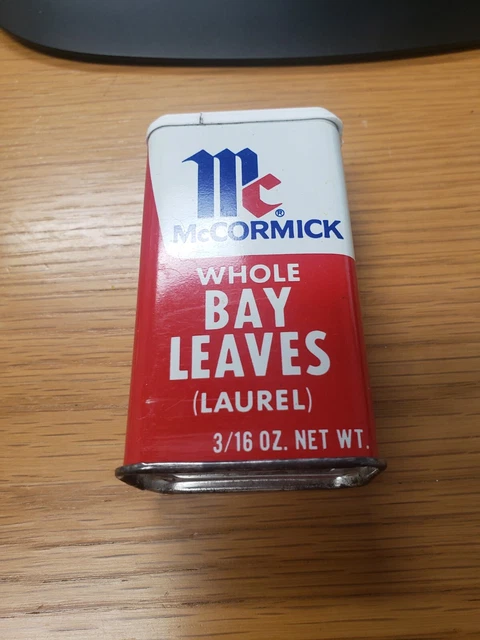 Mc®
McCORMICK
WHOLE
BAY
LEAVES
(LAUREL)
3/16 OZ. NET WT.